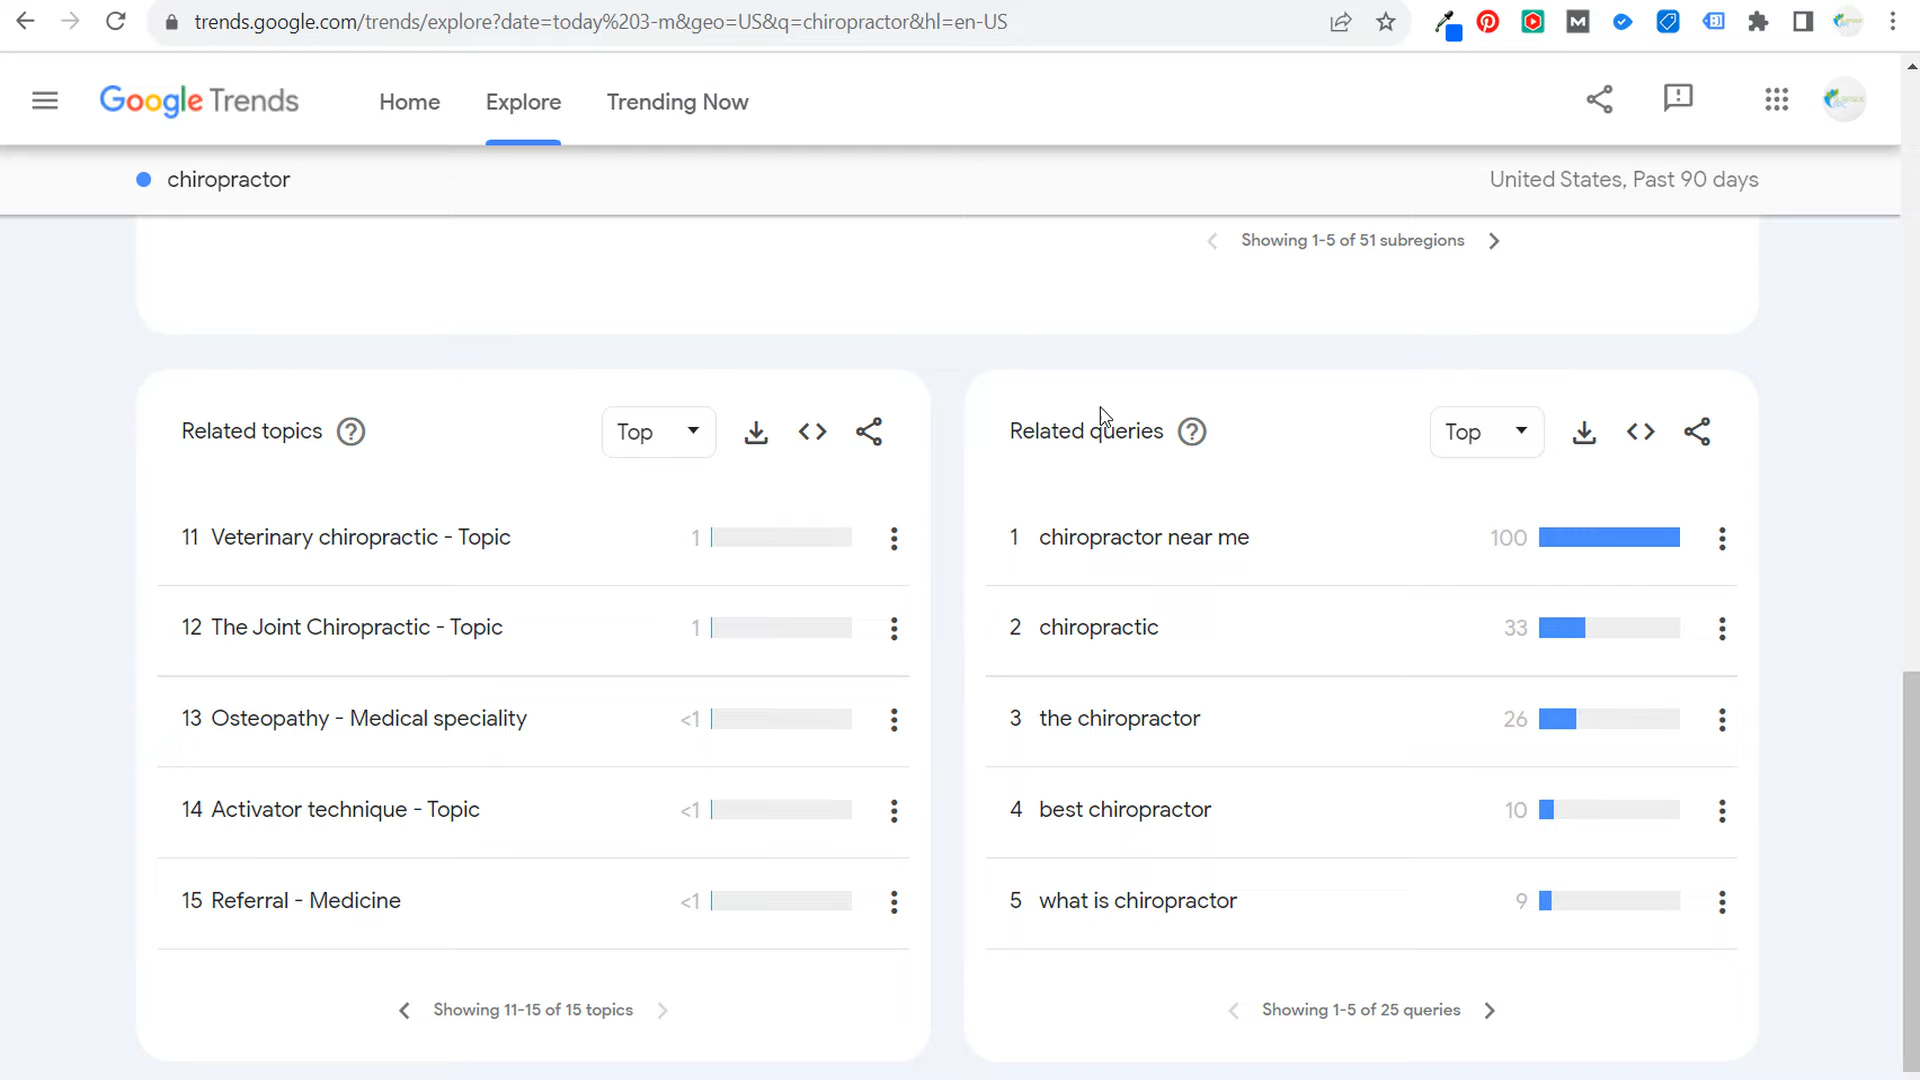 trends.google.com/trends/explore?date=today%203-m&geo=US&q=chiropractor&hl=en-US
Google Trends
Home
Explore
Trending Now
chiropractor
United States, Past 90 days
Showing 1-5 of 51 subregions
Related topics
Top
11 Veterinary chiropractic - Topic 1
12 The Joint Chiropractic - Topic 1
13 Osteopathy - Medical speciality <1
14 Activator technique - Topic <1
15 Referral - Medicine <1
Showing 11-15 of 15 topics
Related queries
Top
1 chiropractor near me 100
2 chiropractic 33
3 the chiropractor 26
4 best chiropractor 10
5 what is chiropractor 9
Showing 1-5 of 25 queries